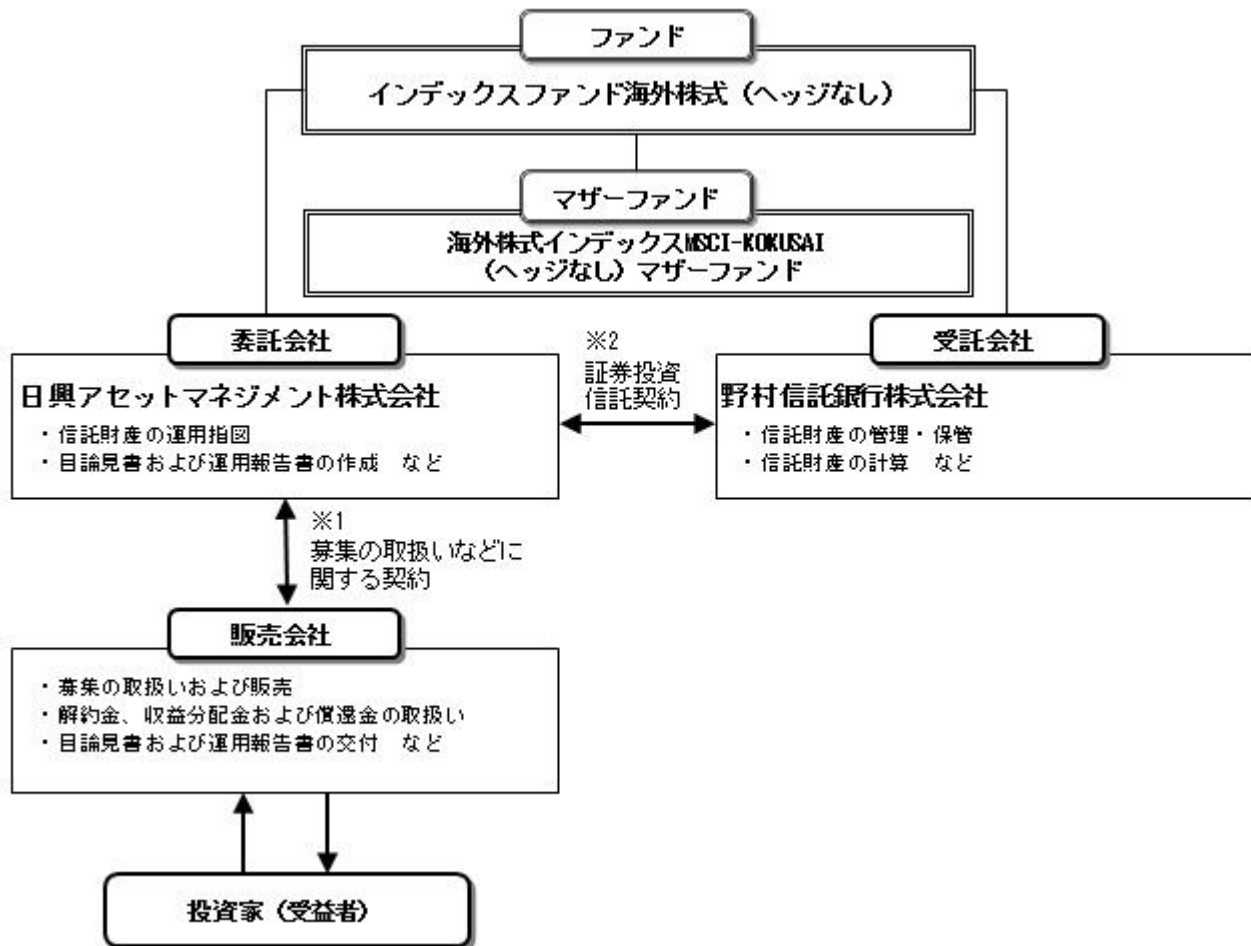 ファンド
インデックスファンド海外株式（ヘッジなし）
マザーファンド
海外株式インデックスMSCI-KOKUSAI
（ヘッジなし）マザーファンド
委託会社
日興アセットマネジメント株式会社
・信託財産の運用指図
・目論見書および運用報告書の作成　など
※2
証券投資
信託契約
受託会社
野村信託銀行株式会社
・信託財産の管理・保管
・信託財産の計算　など
※1
募集の取扱いなどに
関する契約
販売会社
・募集の取扱いおよび販売
・解約金、収益分配金および償還金の取扱い
・目論見書および運用報告書の交付　など
投資家（受益者）